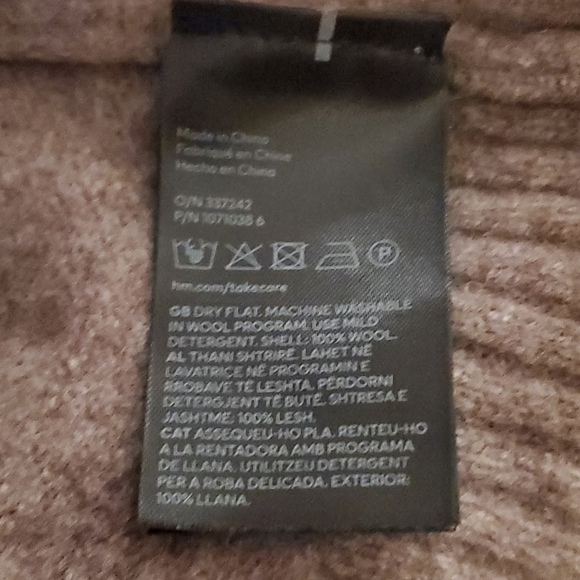 Made in China
Fabriqué en Chine
Hecho en China
O/N 337242
P/N 1071038 6
P
hm.com/takecare
GB DRY FLAT. MACHINE WASHABLE
IN WOOL PROGRAM. USE MILD
DETERGENT. SHELL: 100% WOOL.
AL THANI SHTRIRË. LAHET NË
LAVATRIÇE NË PROGRAMIN E
RROBAVE TË LESHTA. PËRDORNI
DETERGJENT TË BUTË. SHTRESA E
JASHTME: 100% LESH.
CAT ASSEQUEU-HO PLA. RENTEU-HO
A LA RENTADORA AMB PROGRAMA
DE LLANA. UTILITZEU DETERGENT
PER A ROBA DELICADA. EXTERIOR:
100% LLANA.